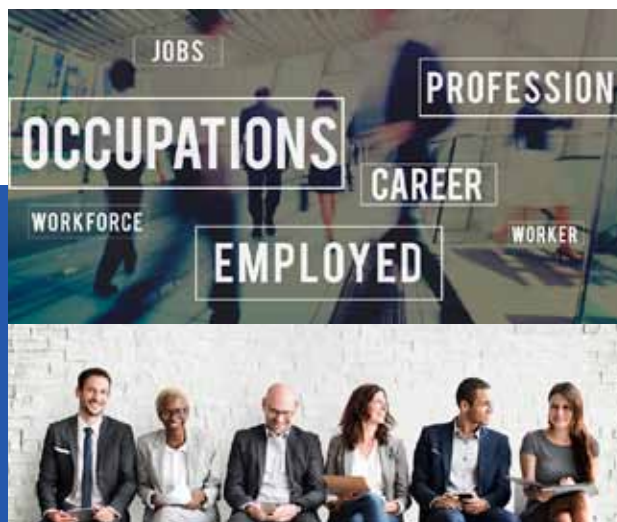 JOBS
PROFESSION
OCCUPATIONS
CAREER
WORKFORCE
WORKER
EMPLOYED